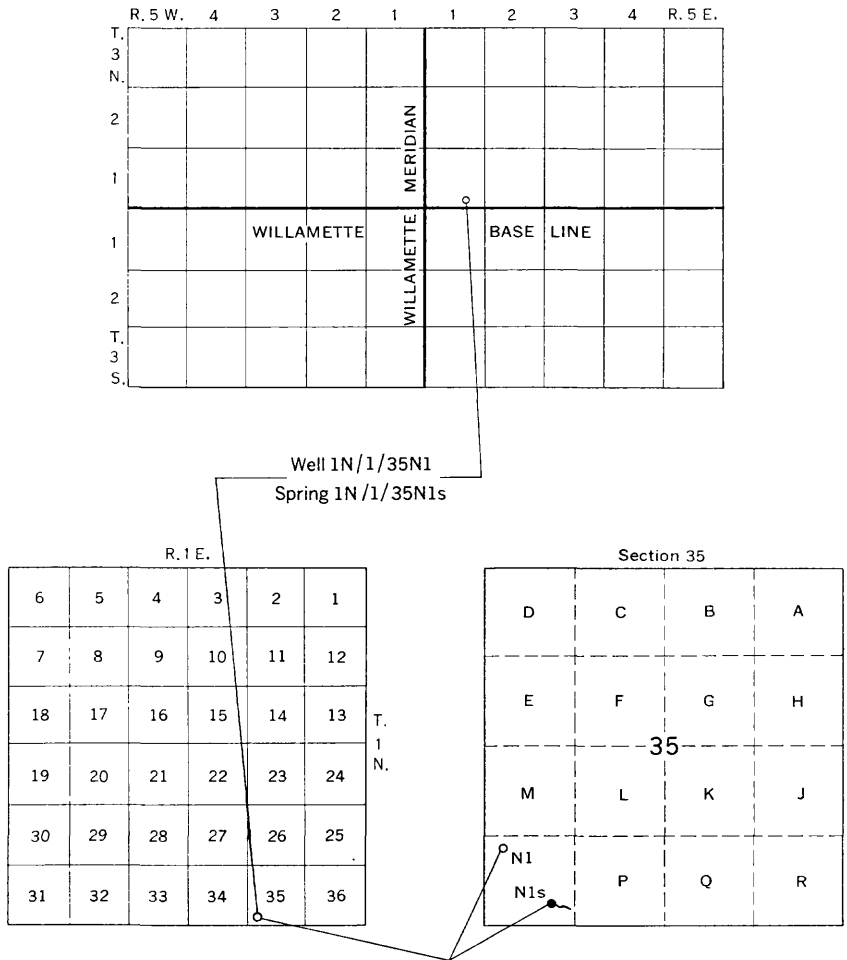 R. 5 W. 4 3 2 1 1 2 3 4 R. 5 E.
T.
3
N.
2
1
1
2
T.
3
S.
WILLAMETTE MERIDIAN
WILLAMETTE BASE LINE
Well 1N/1/35N1
Spring 1N/1/35N1s
R. 1 E.
6 5 4 3 2 1
7 8 9 10 11 12
18 17 16 15 14 13
19 20 21 22 23 24
30 29 28 27 26 25
31 32 33 34 35 36
T.
1
N.
Section 35
D C B A
E F G H
35
M L K J
N1
N1s P Q R